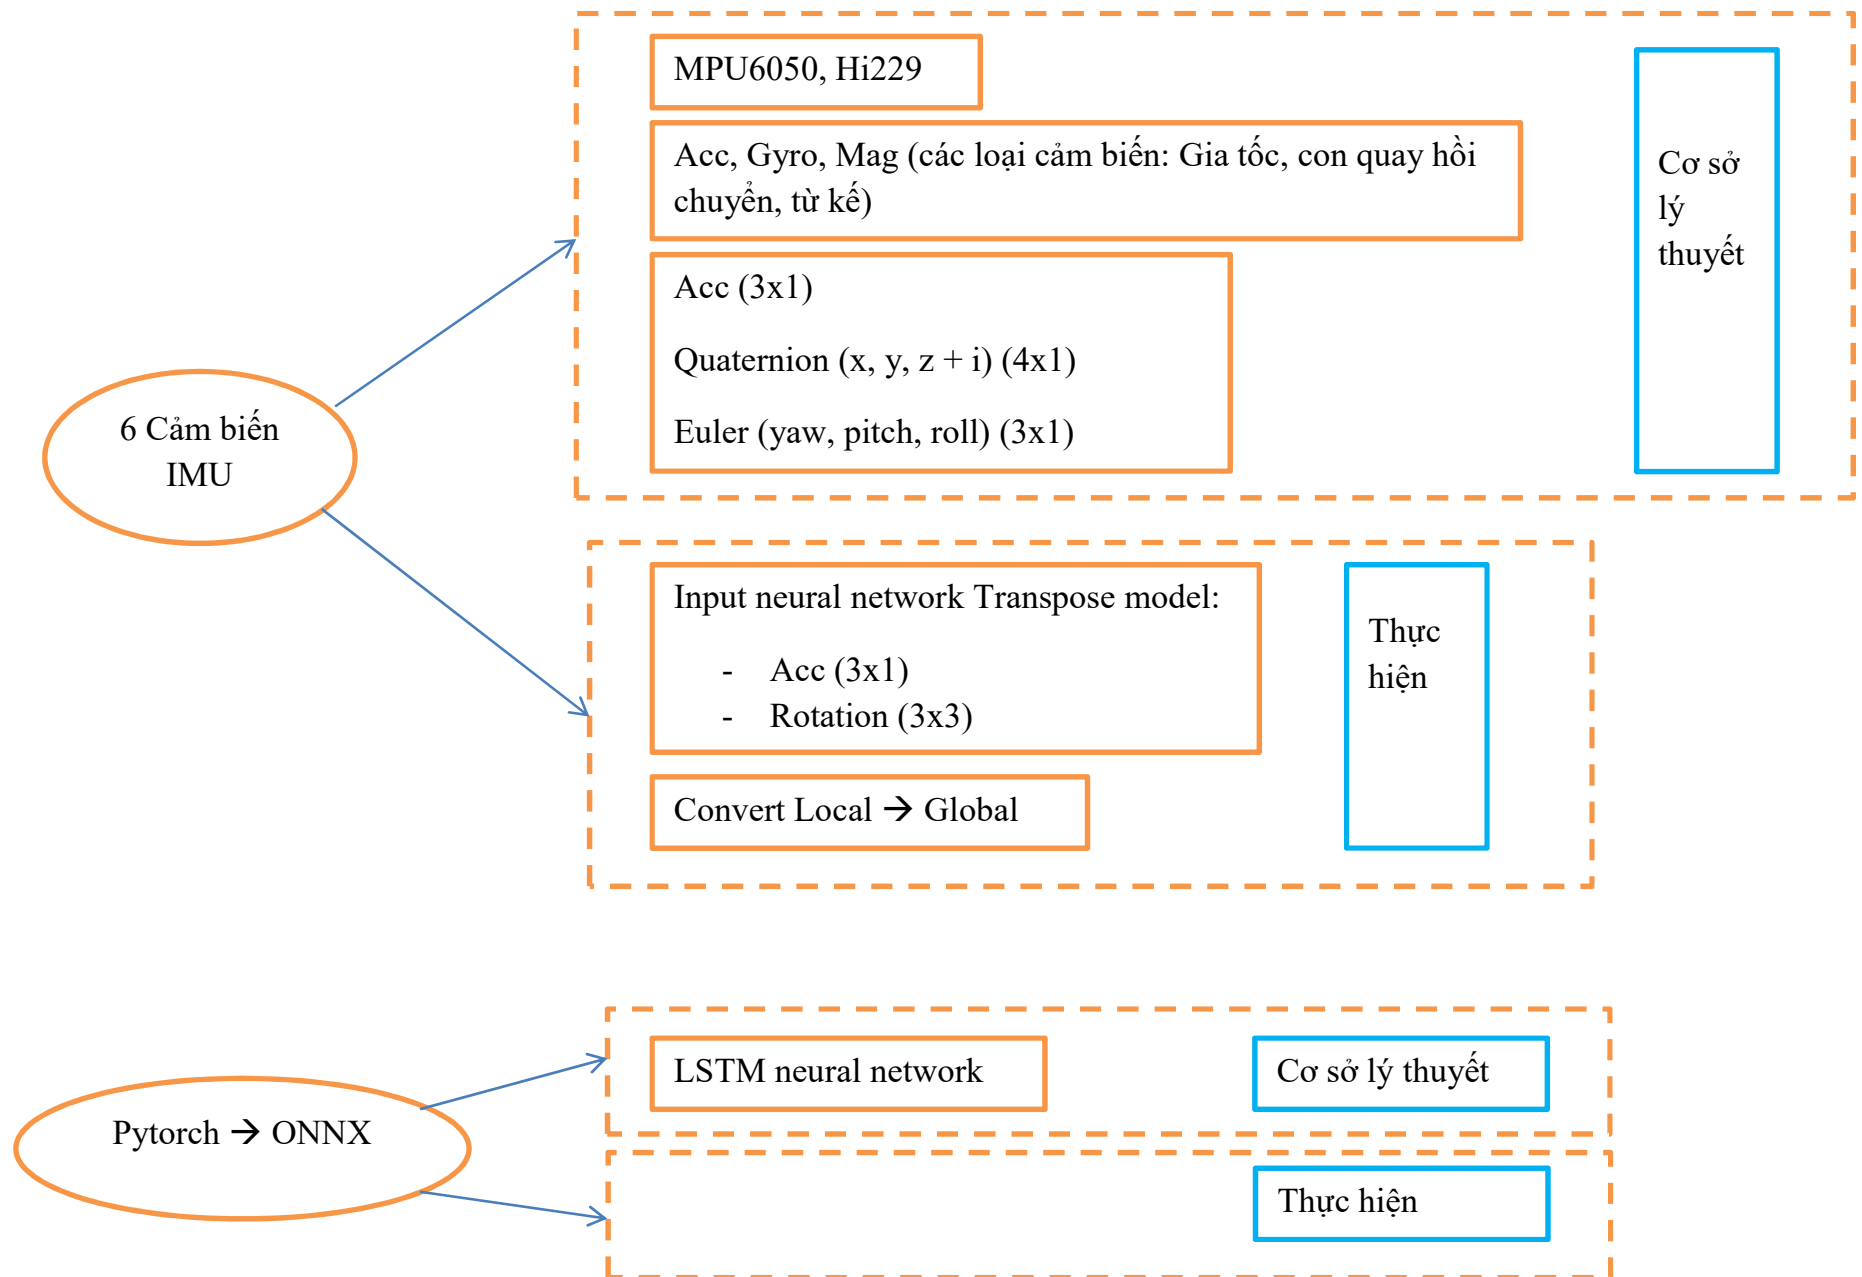 MPU6050, Hi229
Acc, Gyro, Mag (các loại cảm biến: Gia tốc, con quay hồi
chuyển, từ kế)
Acc (3x1)
Quaternion (x, y, z + i) (4x1)
Euler (yaw, pitch, roll) (3x1)
Cơ sở
lý
thuyết
6 Cảm biến
IMU
Input neural network Transpose model:
- Acc (3x1)
- Rotation (3x3)
Convert Local → Global
Thực
hiện
Pytorch → ONNX
LSTM neural network
Cơ sở lý thuyết
Thực hiện